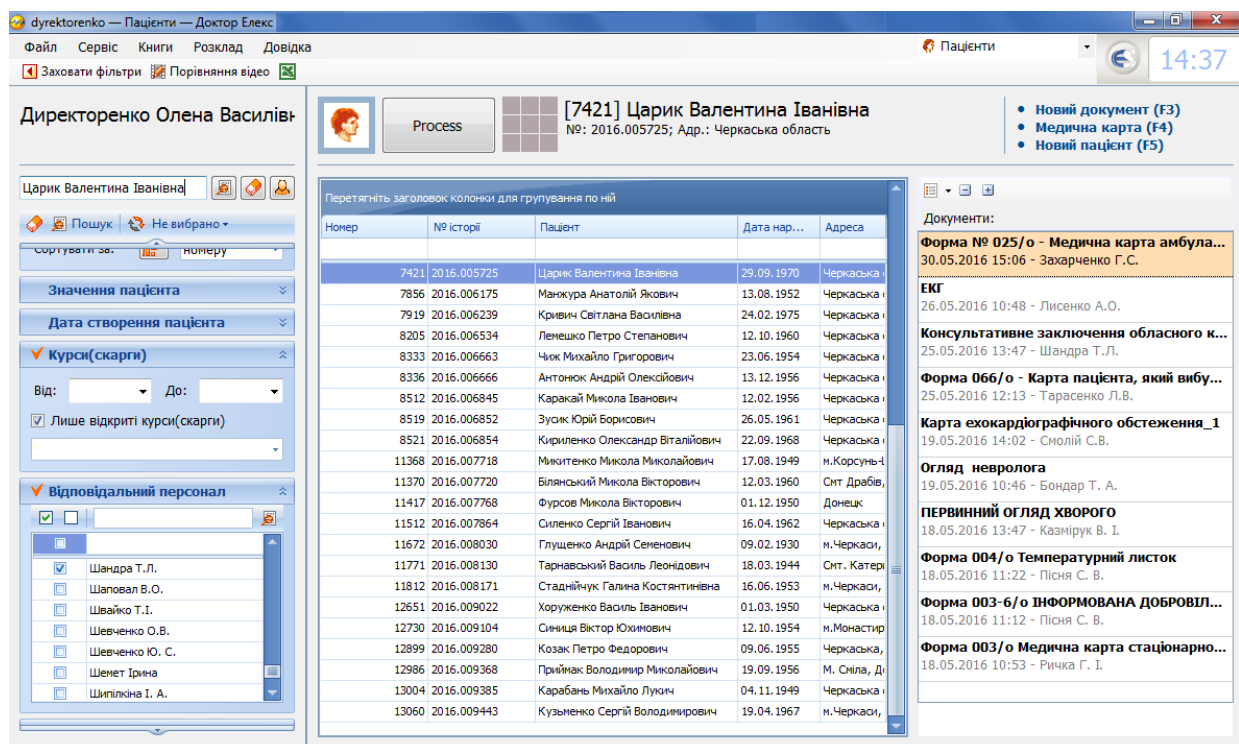 dyrektorenko — Пацієнти — Доктор Елекс
Файл Сервіс Книги Розклад Довідка
Пацієнти
14:37
Заховати фільтри Порівняння відео
Директоренко Олена Василівн
Process
[7421] Царик Валентина Іванівна
№: 2016.005725; Адр.: Черкаська область
• Новий документ (F3)
• Медична карта (F4)
• Новий пацієнт (F5)
Царик Валентина Іванівна
Пошук Не вибрано
Сортувати за: номеру
Значення пацієнта
Дата створення пацієнта
Курси(скарги)
Від: До:
Лише відкриті курси(скарги)
Відповідальний персонал
Шандра Т.Л.
Шаповал В.О.
Швайко Т.І.
Шевченко О.В.
Шевченко Ю. С.
Шемет Ірина
Шипілкіна І. А.
Перетягніть заголовок колонки для групування по ній
Номер № історії Пацієнт Дата нар... Адреса
7421 2016.005725 Царик Валентина Іванівна 29.09.1970 Черкаська
7856 2016.006175 Манжура Анатолій Якович 13.08.1952 Черкаська
7919 2016.006239 Кривич Світлана Василівна 24.02.1975 Черкаська
8205 2016.006534 Лемешко Петро Степанович 12.10.1960 Черкаська
8333 2016.006663 Чиж Михайло Григорович 23.06.1954 Черкаська
8336 2016.006666 Антонюк Андрій Олексійович 13.12.1956 Черкаська
8512 2016.006845 Каракай Микола Іванович 12.02.1956 Черкаська
8519 2016.006852 Зусик Юрій Борисович 26.05.1961 Черкаська
8521 2016.006854 Кириленко Олександр Віталійович 22.09.1968 Черкаська
11368 2016.007718 Микитенко Микола Миколайович 17.08.1949 м.Корсунь-
11370 2016.007720 Білянський Микола Вікторович 12.03.1960 Смт Драбів,
11417 2016.007768 Фурсов Микола Вікторович 01.12.1950 Донецк
11512 2016.007864 Силенко Сергій Іванович 16.04.1962 Черкаська
11672 2016.008030 Глущенко Андрій Семенович 09.02.1930 м.Черкаси,
11771 2016.008130 Тарнавський Василь Леонідович 18.03.1944 Смт. Катер
11812 2016.008171 Стаднійчук Галина Костянтинівна 16.06.1953 м.Черкаси,
12651 2016.009022 Хоруженко Василь Іванович 01.03.1950 Черкаська
12730 2016.009104 Синиця Віктор Юхимович 12.10.1954 м.Монастир
12899 2016.009280 Козак Петро Федорович 09.06.1955 Черкаська,
12986 2016.009368 Приймак Володимир Миколайович 19.09.1956 М. Сміла, Д
13004 2016.009385 Карабань Михайло Лукич 04.11.1949 Черкаська
13060 2016.009443 Кузьменко Сергій Володимирович 19.04.1967 м.Черкаси,
Документи:
Форма № 025/о - Медична карта амбула...
30.05.2016 15:06 - Захарченко Г.С.
ЕКГ
26.05.2016 10:48 - Лисенко А.О.
Консультативне заключення обласного к...
25.05.2016 13:47 - Шандра Т.Л.
Форма 066/о - Карта пацієнта, який вибу...
25.05.2016 12:13 - Тарасенко Л.В.
Карта ехокардіографічного обстеження_1
19.05.2016 14:02 - Смолій С.В.
Огляд невролога
19.05.2016 10:46 - Бондар Т. А.
ПЕРВИННИЙ ОГЛЯД ХВОРОГО
18.05.2016 13:47 - Казмірук В. І.
Форма 004/о Температурний листок
18.05.2016 11:22 - Пісня С. В.
Форма 003-6/о ІНФОРМОВАНА ДОБРОВІЛ...
18.05.2016 11:12 - Пісня С. В.
Форма 003/о Медична карта стаціонарно...
18.05.2016 10:53 - Ричка Г. І.